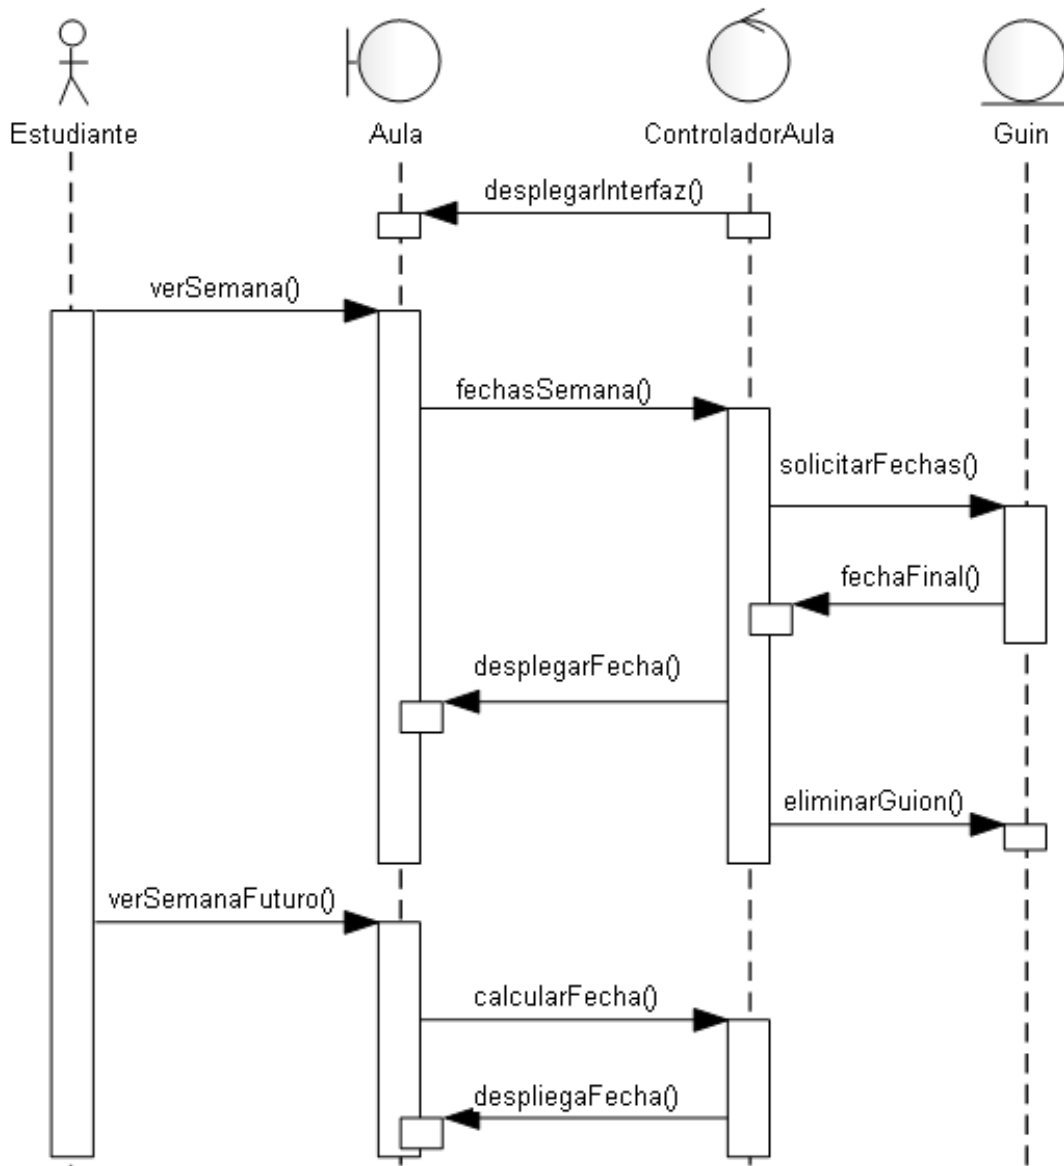 Estudiante
Aula
ControladorAula
Guin
desplegarInterfaz()
verSemana()
fechasSemana()
solicitarFechas()
fechaFinal()
desplegarFecha()
eliminarGuion()
verSemanaFuturo()
calcularFecha()
despliegaFecha()